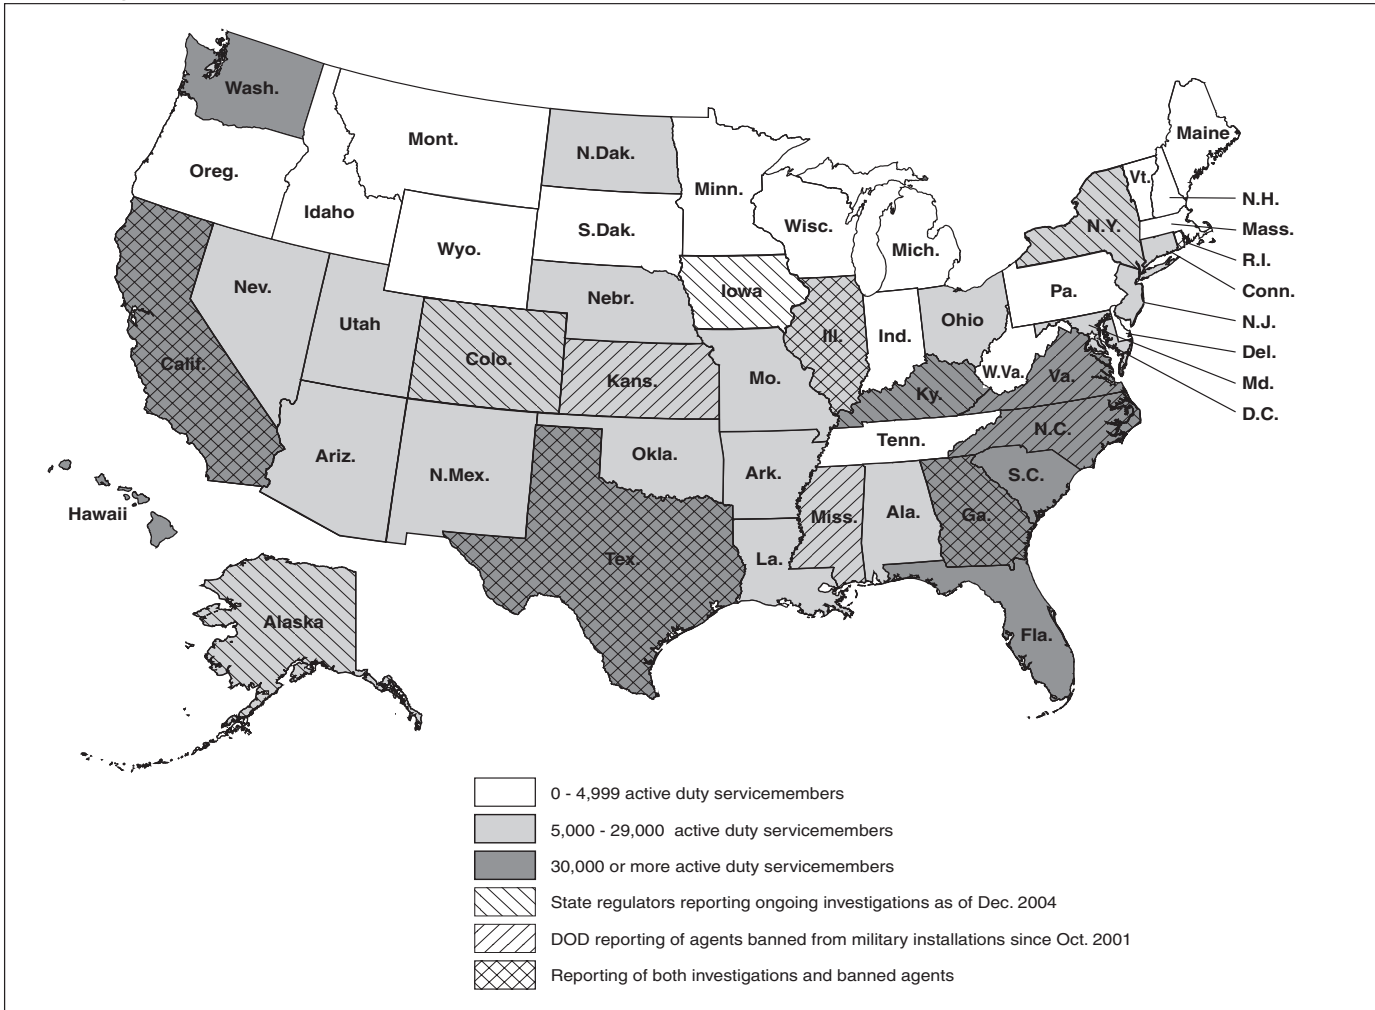 Wash.
Mont.
N.Dak.
Minn.
Maine
Oreg.
Idaho
S.Dak.
Wisc.
Mich.
Vt.
N.Y.
N.H.
Mass.
R.I.
Conn.
N.J.
Del.
Md.
D.C.
Wyo.
Nev.
Utah
Nebr.
Iowa
Ill.
Ind.
Ohio
Pa.
Calif.
Colo.
Kans.
Mo.
Ky.
W.Va.
Va.
Ariz.
N.Mex.
Okla.
Ark.
Tenn.
N.C.
S.C.
Hawaii
Tex.
La.
Miss.
Ala.
Ga.
Alaska
Fla.
0 - 4,999 active duty servicemembers
5,000 - 29,000 active duty servicemembers
30,000 or more active duty servicemembers
State regulators reporting ongoing investigations as of Dec. 2004
DOD reporting of agents banned from military installations since Oct. 2001
Reporting of both investigations and banned agents